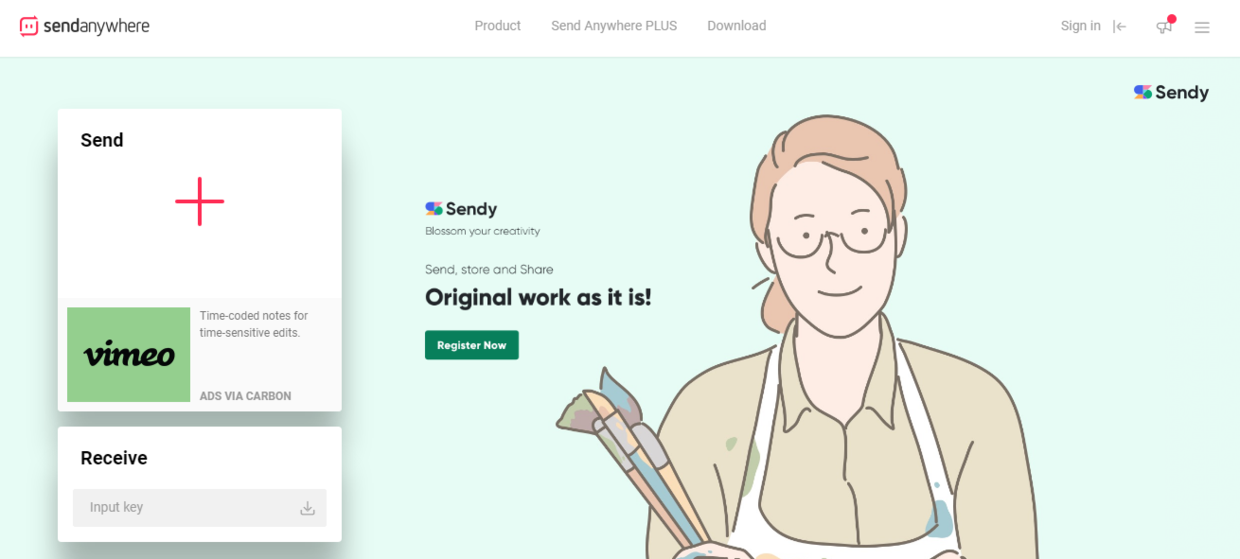 sendanywhere
Product
Send Anywhere PLUS
Download
Sign in
Sendy
Send
Time-coded notes for
time-sensitive edits.
vimeo
ADS VIA CARBON
Receive
Input key
Sendy
Blossom your creativity
Send, store and Share
Original work as it is!
Register Now